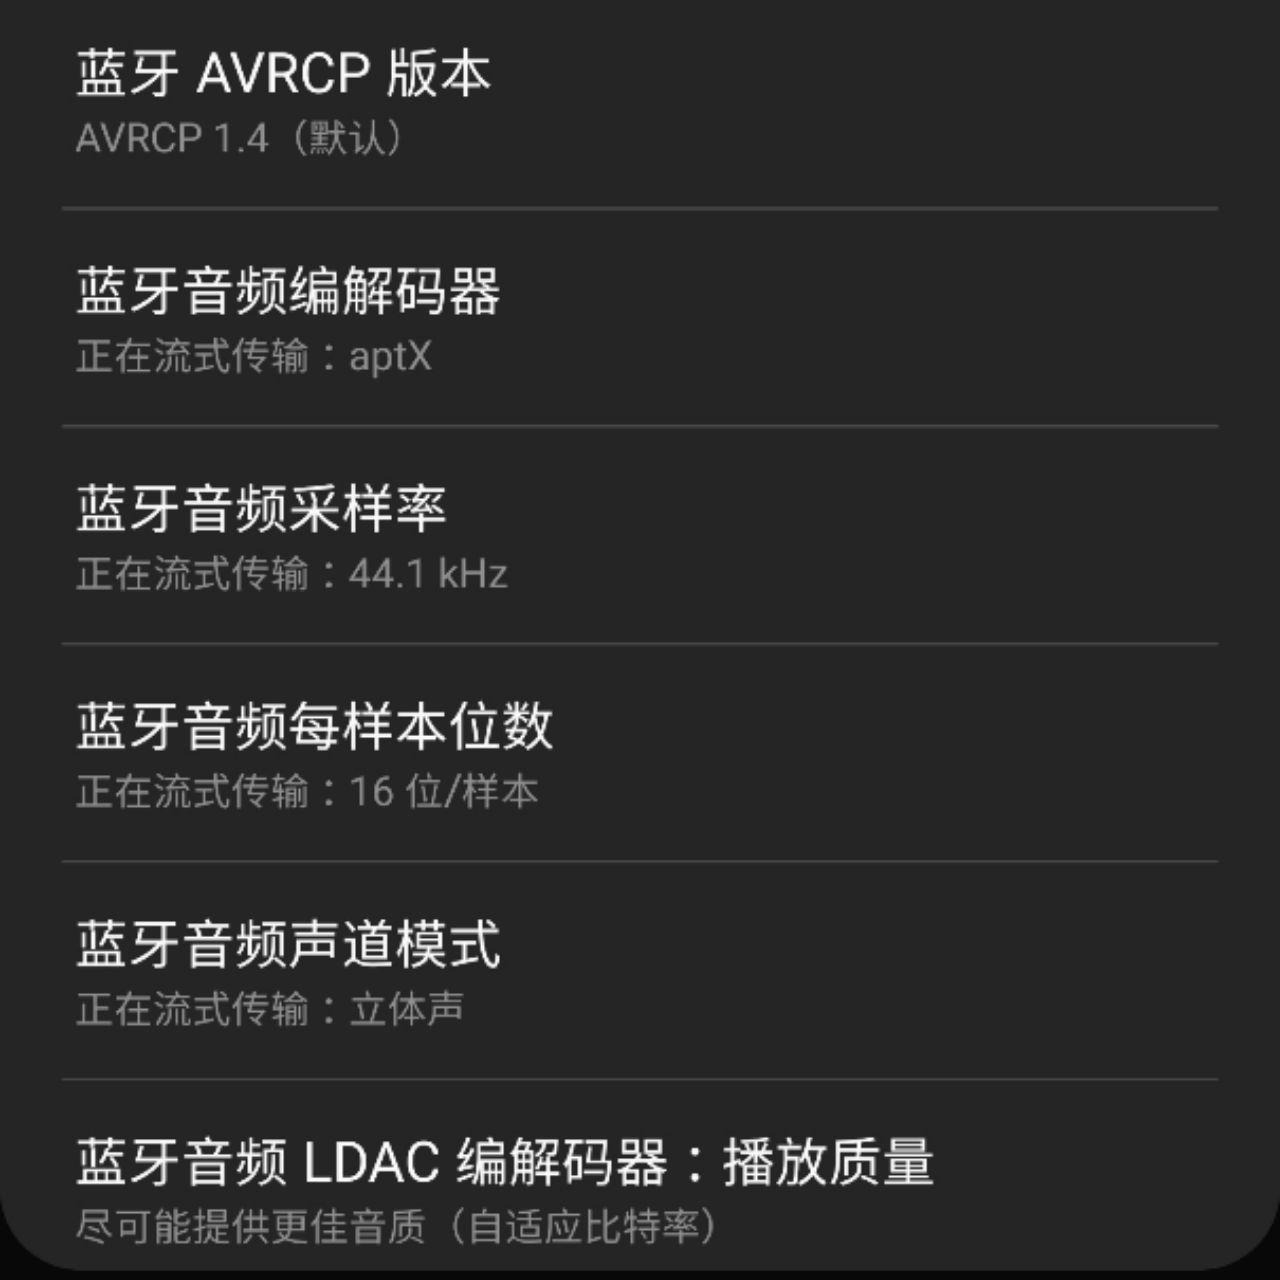 蓝牙 AVRCP 版本
AVRCP 1.4（默认）
蓝牙音频编解码器
正在流式传输：aptX
蓝牙音频采样率
正在流式传输：44.1 kHz
蓝牙音频每样本位数
正在流式传输：16 位/样本
蓝牙音频声道模式
正在流式传输：立体声
蓝牙音频 LDAC 编解码器：播放质量
尽可能提供更佳音质（自适应比特率）